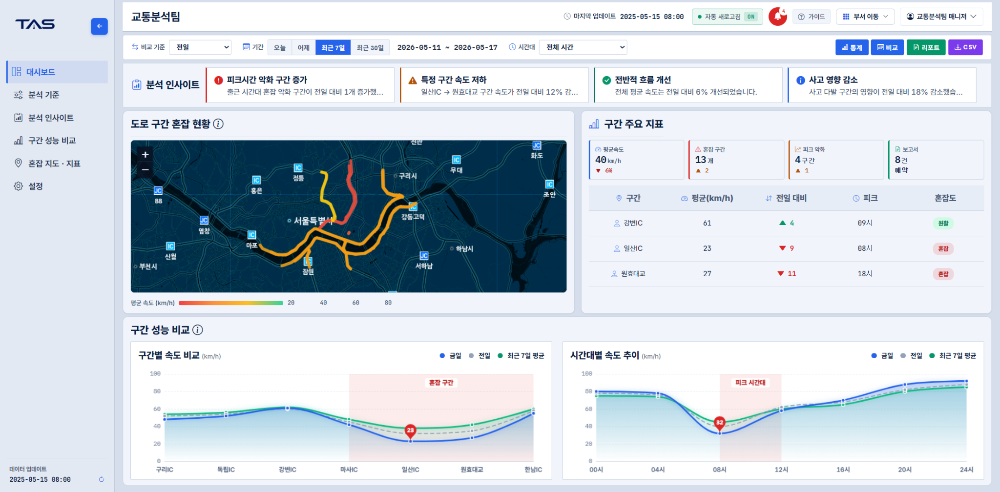 TAS
대시보드
분석 기준
분석 인사이트
구간 성능 비교
혼잡 지도 · 지표
설정
데이터 업데이트
2025-05-15 08:00
교통분석팀
마지막 업데이트 2025-05-15 08:00
자동 새로고침 ON
4
가이드
부서 이동
교통분석팀 매니저
비교 기준 전일
기간 오늘 어제 최근 7일 최근 30일 2026-05-11 ~ 2026-05-17
시간대 전체 시간
통계 비교 리포트 CSV
분석 인사이트
피크시간 악화 구간 증가
출근 시간대 혼잡 악화 구간이 전일 대비 1개 증가했...
특정 구간 속도 저하
일산IC → 원효대교 구간 속도가 전일 대비 12% 감...
전반적 흐름 개선
전체 평균 속도는 전일 대비 6% 개선되었습니다.
사고 영향 감소
사고 다발 구간의 영향이 전일 대비 18% 감소했습...
도로 구간 혼잡 현황
+
−
진관
JC
화도
IC
정릉
IC
무대
구리시
IC
홍은
JC
88
IC
조안
IC
강동고덕
서울특별시
JC
염창
IC
마포
IC
신월
하남시
JC
서하남
부천시
IC
잠원
평균 속도 (km/h) 20 40 60 80
구간 주요 지표
평균속도
40 km/h
▼ 6%
혼잡 구간
13 개
▲ 2
피크 악화
4 구간
▲ 1
보고서
8 건
예약
구간 평균(km/h) 전일 대비 피크 혼잡도
강변IC 61 ▲ 4 09시 원활
일산IC 23 ▼ 9 08시 혼잡
원효대교 27 ▼ 11 18시 혼잡
구간 성능 비교
구간별 속도 비교 (km/h)
금일 전일 최근 7일 평균
혼잡 구간
100
80
60
40
20
0
23
구리IC 독립IC 강변IC 마사IC 일산IC 원효대교 한남IC
시간대별 속도 추이 (km/h)
금일 전일 최근 7일 평균
피크 시간대
100
80
60
40
20
0
32
00시 04시 08시 12시 16시 20시 24시